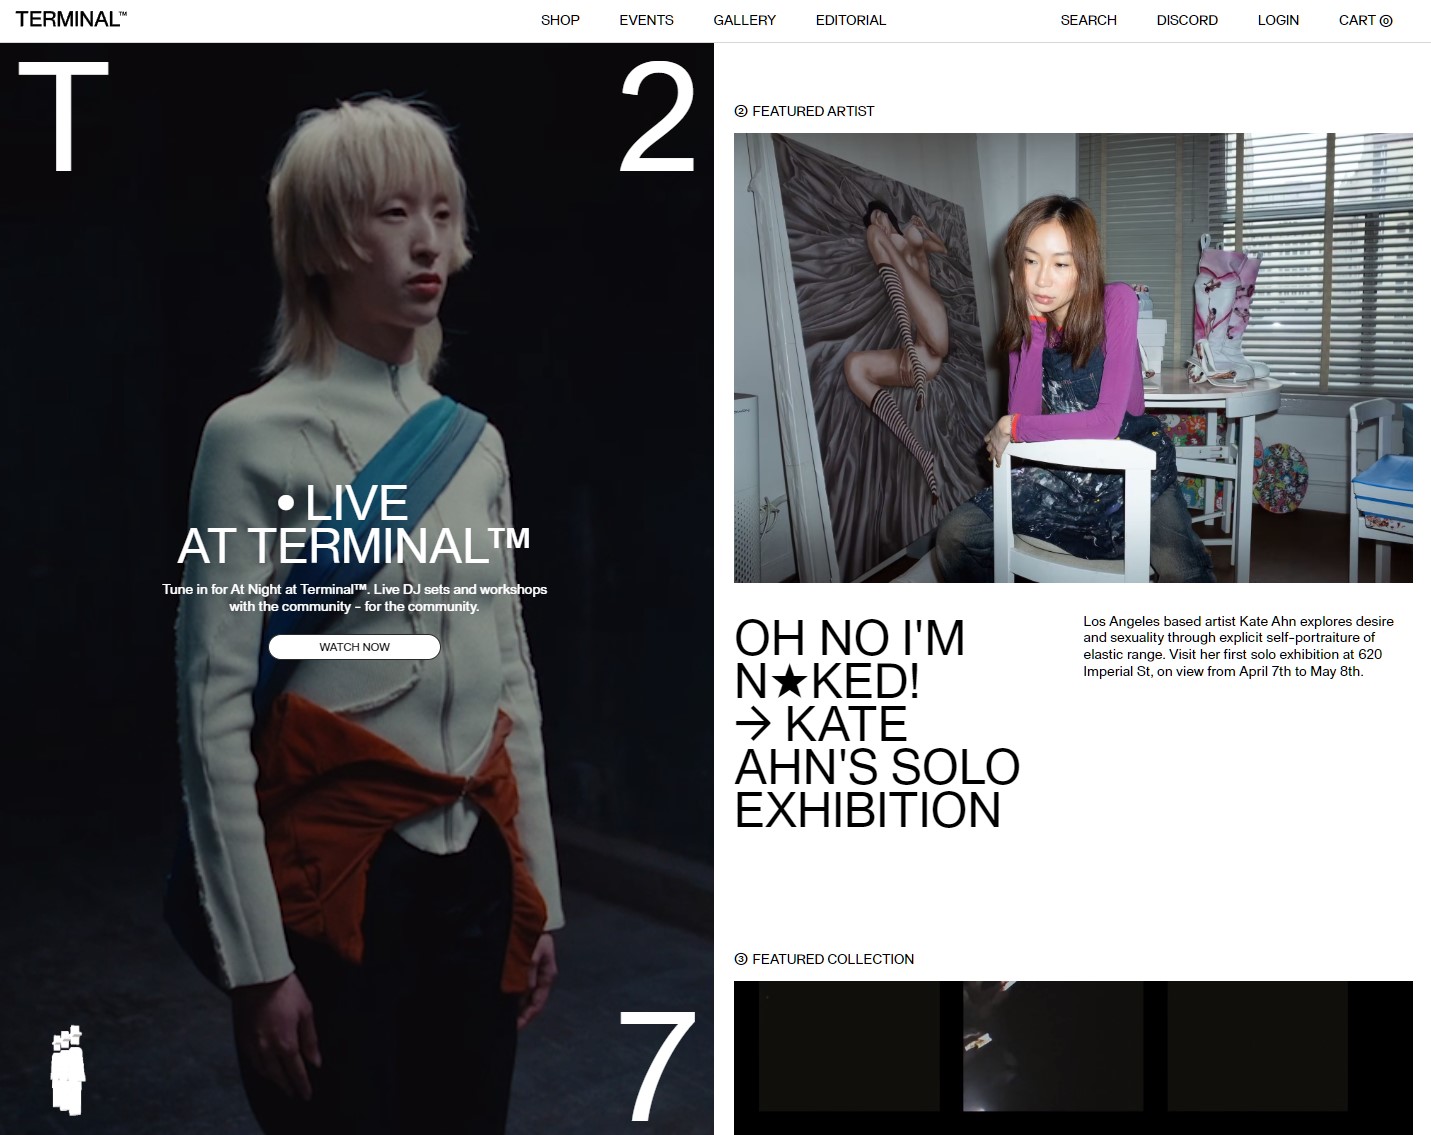 TERMINAL™
SHOP
EVENTS
GALLERY
EDITORIAL
SEARCH
DISCORD
LOGIN
CART ⓪
T
2
• LIVE
AT TERMINAL™
Tune in for At Night at Terminal™. Live DJ sets and workshops
with the community - for the community.
WATCH NOW
7
② FEATURED ARTIST
OH NO I'M
N★KED!
→ KATE
AHN'S SOLO
EXHIBITION
Los Angeles based artist Kate Ahn explores desire
and sexuality through explicit self-portraiture of
elastic range. Visit her first solo exhibition at 620
Imperial St, on view from April 7th to May 8th.
③ FEATURED COLLECTION